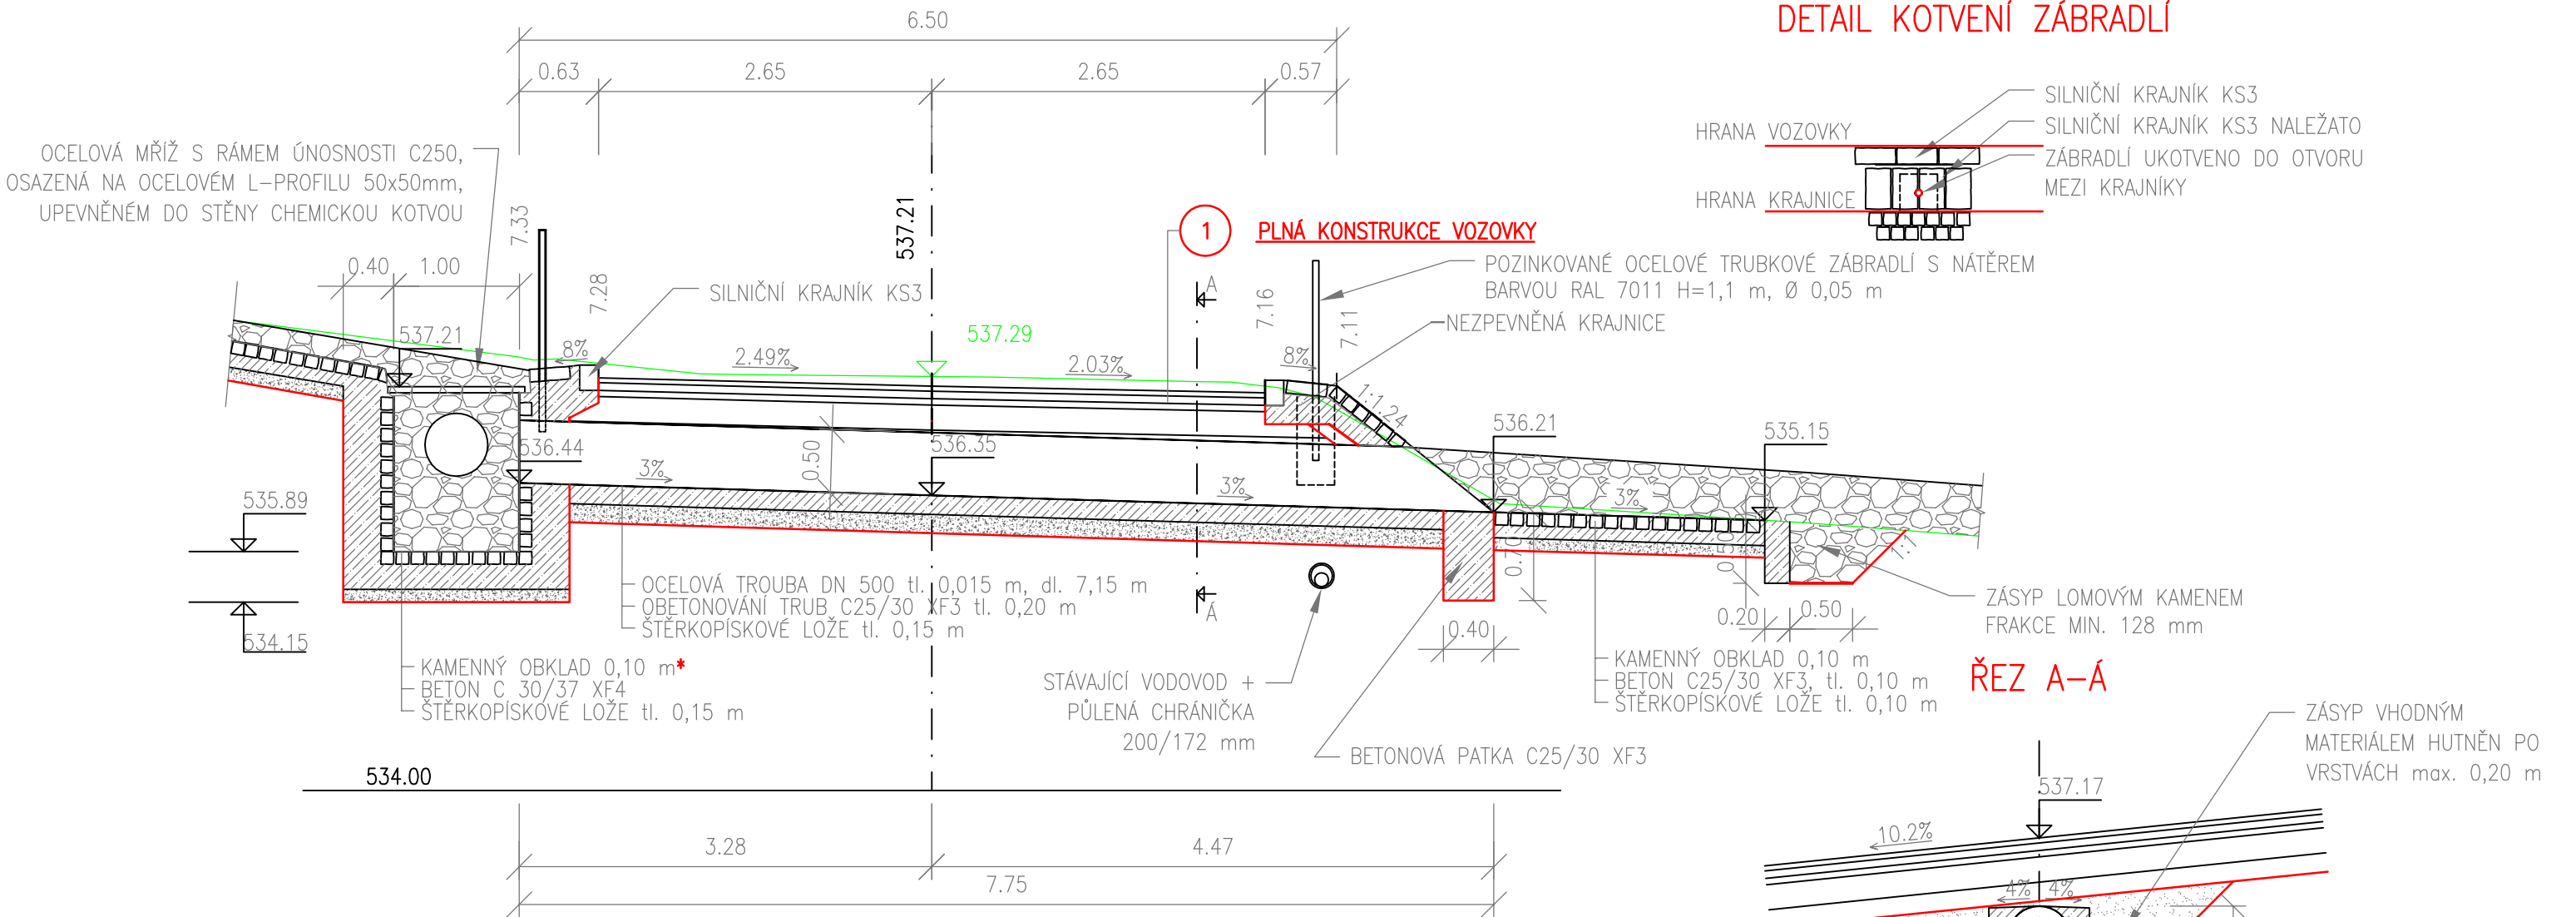 6.50
0.63
2.65
2.65
0.57
DETAIL KOTVENÍ ZÁBRADLÍ
SILNIČNÍ KRAJNÍK KS3
SILNIČNÍ KRAJNÍK KS3 NALEŽATO
ZÁBRADLÍ UKOTVENO DO OTVORU
MEZI KRAJNÍKY
HRANA VOZOVKY
HRANA KRAJNICE
OCELOVÁ MŘÍŽ S RÁMEM ÚNOSNOSTI C250,
OSAZENÁ NA OCELOVÉM L-PROFILU 50x50mm,
UPEVNĚNÉM DO STĚNY CHEMICKOU KOTVOU
7.33
537.21
1
PLNÁ KONSTRUKCE VOZOVKY
POZINKOVANÉ OCELOVÉ TRUBKOVÉ ZÁBRADLÍ S NÁTĚREM
BARVOU RAL 7011 H=1,1 m, Ø 0,05 m
0.40
1.00
7.28
SILNIČNÍ KRAJNÍK KS3
A
7.16
7.11
NEZPEVNĚNÁ KRAJNICE
537.21
537.29
8%
2.49%
2.03%
8%
1:1.24
536.44
0.50
536.35
536.21
535.15
3%
3%
3%
535.89
534.15
0.70
0.50
1:1
OCELOVÁ TROUBA DN 500 tl. 0,015 m, dl. 7,15 m
OBETONOVÁNÍ TRUB C25/30 XF3 tl. 0,20 m
ŠTĚRKOPÍSKOVÉ LOŽE tl. 0,15 m
Á
0.40
0.20
0.50
ZÁSYP LOMOVÝM KAMENEM
FRAKCE MIN. 128 mm
KAMENNÝ OBKLAD 0,10 m*
BETON C 30/37 XF4
ŠTĚRKOPÍSKOVÉ LOŽE tl. 0,15 m
STÁVAJÍCÍ VODOVOD +
PŮLENÁ CHRÁNIČKA
200/172 mm
KAMENNÝ OBKLAD 0,10 m
BETON C25/30 XF3, tl. 0,10 m
ŠTĚRKOPÍSKOVÉ LOŽE tl. 0,10 m
BETONOVÁ PATKA C25/30 XF3
ŘEZ A-Á
ZÁSYP VHODNÝM
MATERIÁLEM HUTNĚN PO
VRSTVÁCH max. 0,20 m
534.00
537.17
10.2%
4%
4%
3.28
4.47
7.75